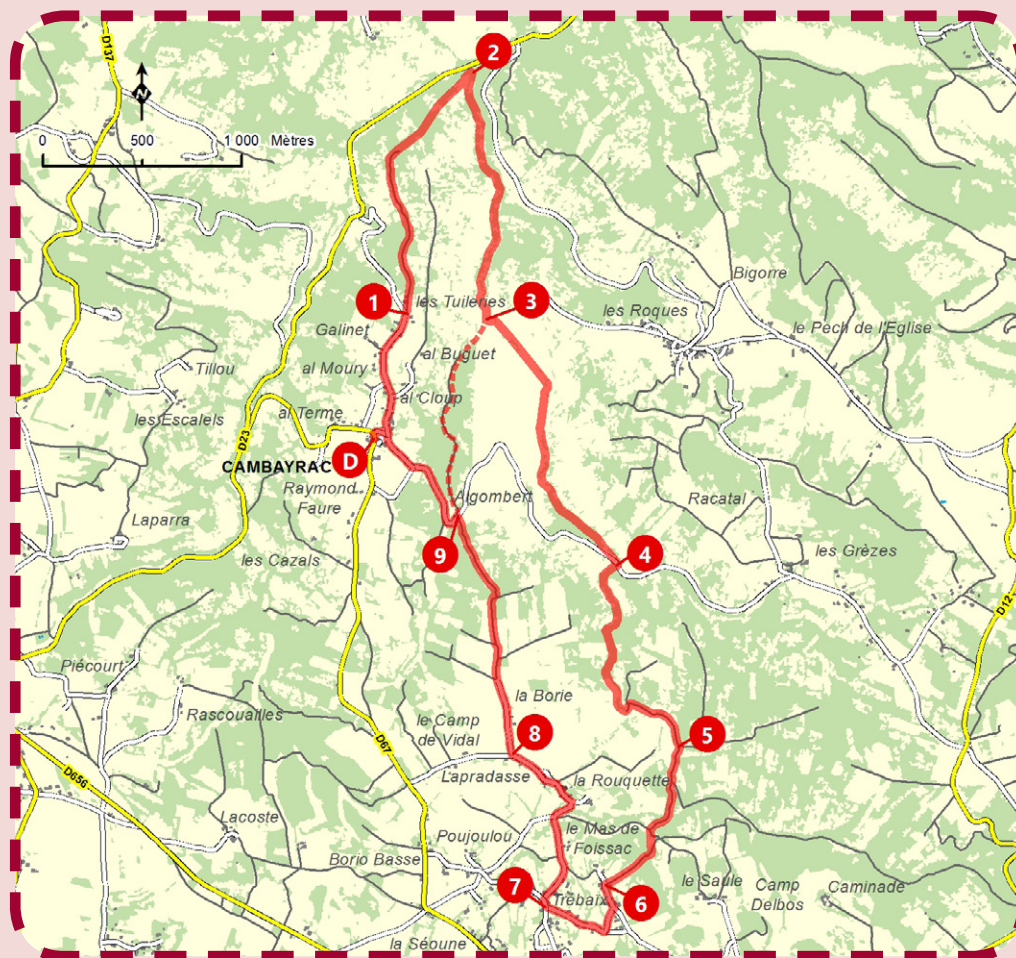 D137
2
N
0 500 1 000 Mètres
Bigorre
1
les Tuileries
3
les Roques
le Pech de l'Eglise
Galinet
al Buguet
al Moury
Tillou
al Cloup
les Escalels
al Terme
D23
D
CAMBAYRAC
Raymond
Faure
Algombert
Racatal
Laparra
9
4
les Grèzes
les Cazals
D12
Piécourt
la Borie
Rascouailles
le Camp
de Vidal
8
5
D67
Lapradasse
la Rouquette
D656
Lacoste
Poujoulou
le Mas de
Foissac
Borio Basse
7
Trébaïx
6
le Saule
Camp
Delbos
Caminade
la Séoune